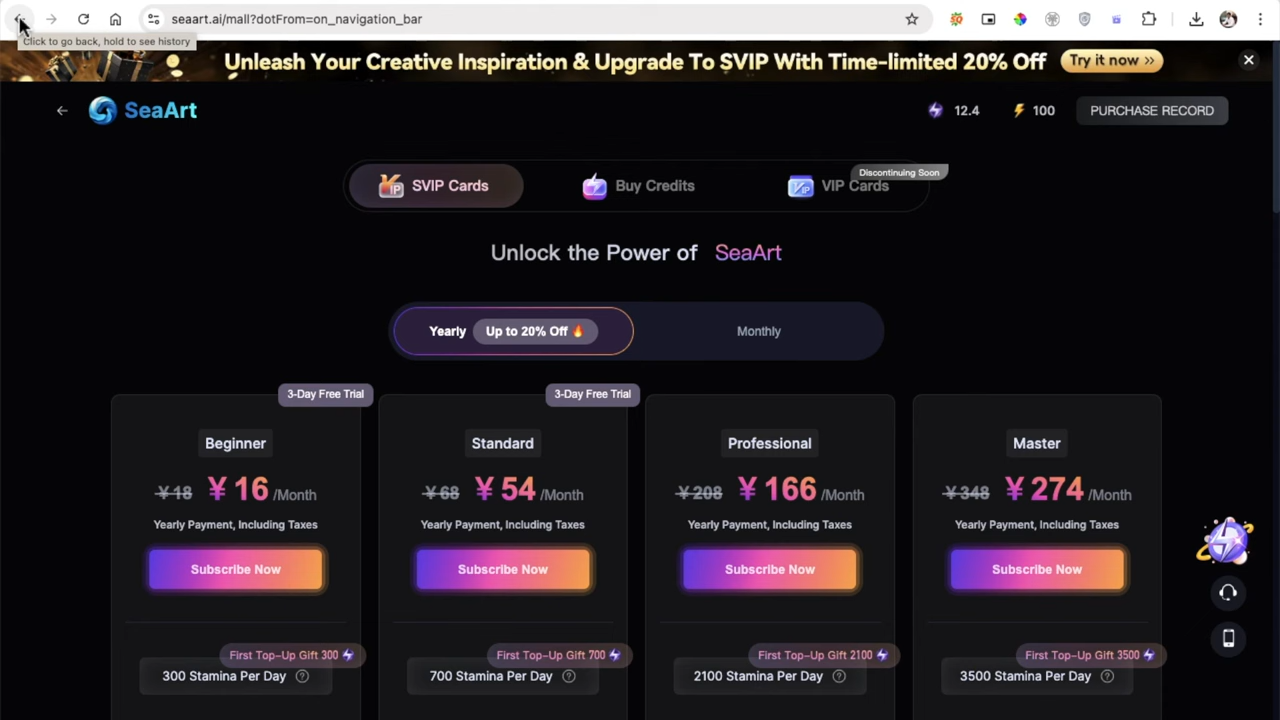 seaart.ai/mall?dotFrom=on_navigation_bar
Click to go back, hold to see history
Unleash Your Creative Inspiration & Upgrade To SVIP With Time-limited 20% Off
Try it now »
SeaArt
12.4
100
PURCHASE RECORD
SVIP Cards
Buy Credits
VIP Cards
Discontinuing Soon
Unlock the Power of SeaArt
Yearly
Up to 20% Off 🔥
Monthly
3-Day Free Trial
Beginner
¥18 ¥16 /Month
Yearly Payment, Including Taxes
Subscribe Now
First Top-Up Gift 300
300 Stamina Per Day
3-Day Free Trial
Standard
¥68 ¥54 /Month
Yearly Payment, Including Taxes
Subscribe Now
First Top-Up Gift 700
700 Stamina Per Day
Professional
¥208 ¥166 /Month
Yearly Payment, Including Taxes
Subscribe Now
First Top-Up Gift 2100
2100 Stamina Per Day
Master
¥348 ¥274 /Month
Yearly Payment, Including Taxes
Subscribe Now
First Top-Up Gift 3500
3500 Stamina Per Day